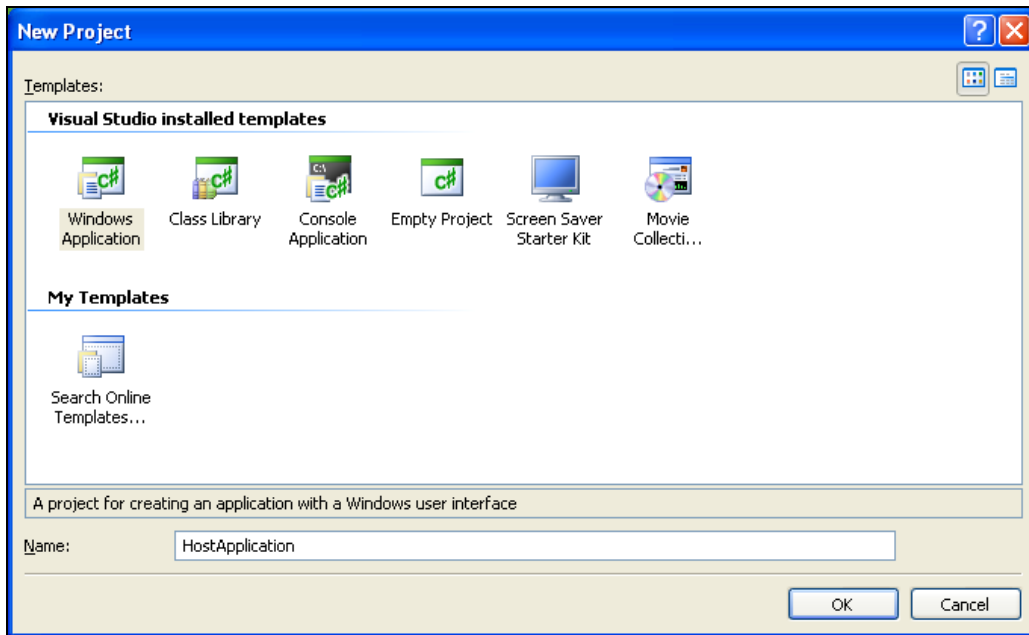 New Project
Templates:
Visual Studio installed templates
Windows Application
Class Library
Console Application
Empty Project
Screen Saver Starter Kit
Movie Collecti...
My Templates
Search Online Templates...
A project for creating an application with a Windows user interface
Name:
HostApplication
OK
Cancel